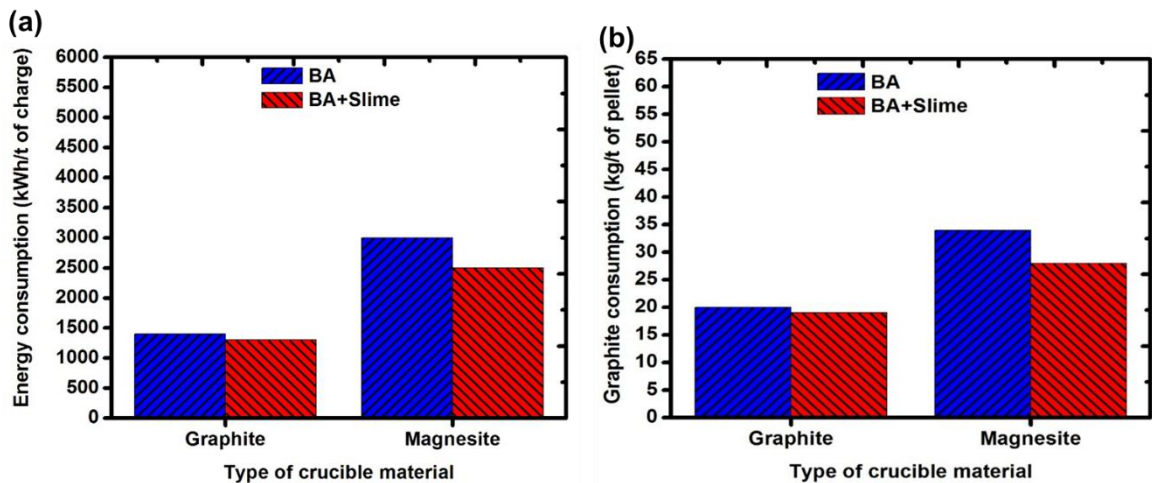 (a)
Energy consumption (kWh/t of charge)
6000
5500
5000
4500
4000
3500
3000
2500
2000
1500
1000
500
0
BA
BA+Slime
Graphite Magnesite
Type of crucible material
(b)
Graphite consumption (kg/t of pellet)
65
60
55
50
45
40
35
30
25
20
15
10
5
0
BA
BA+Slime
Graphite Magnesite
Type of crucible material